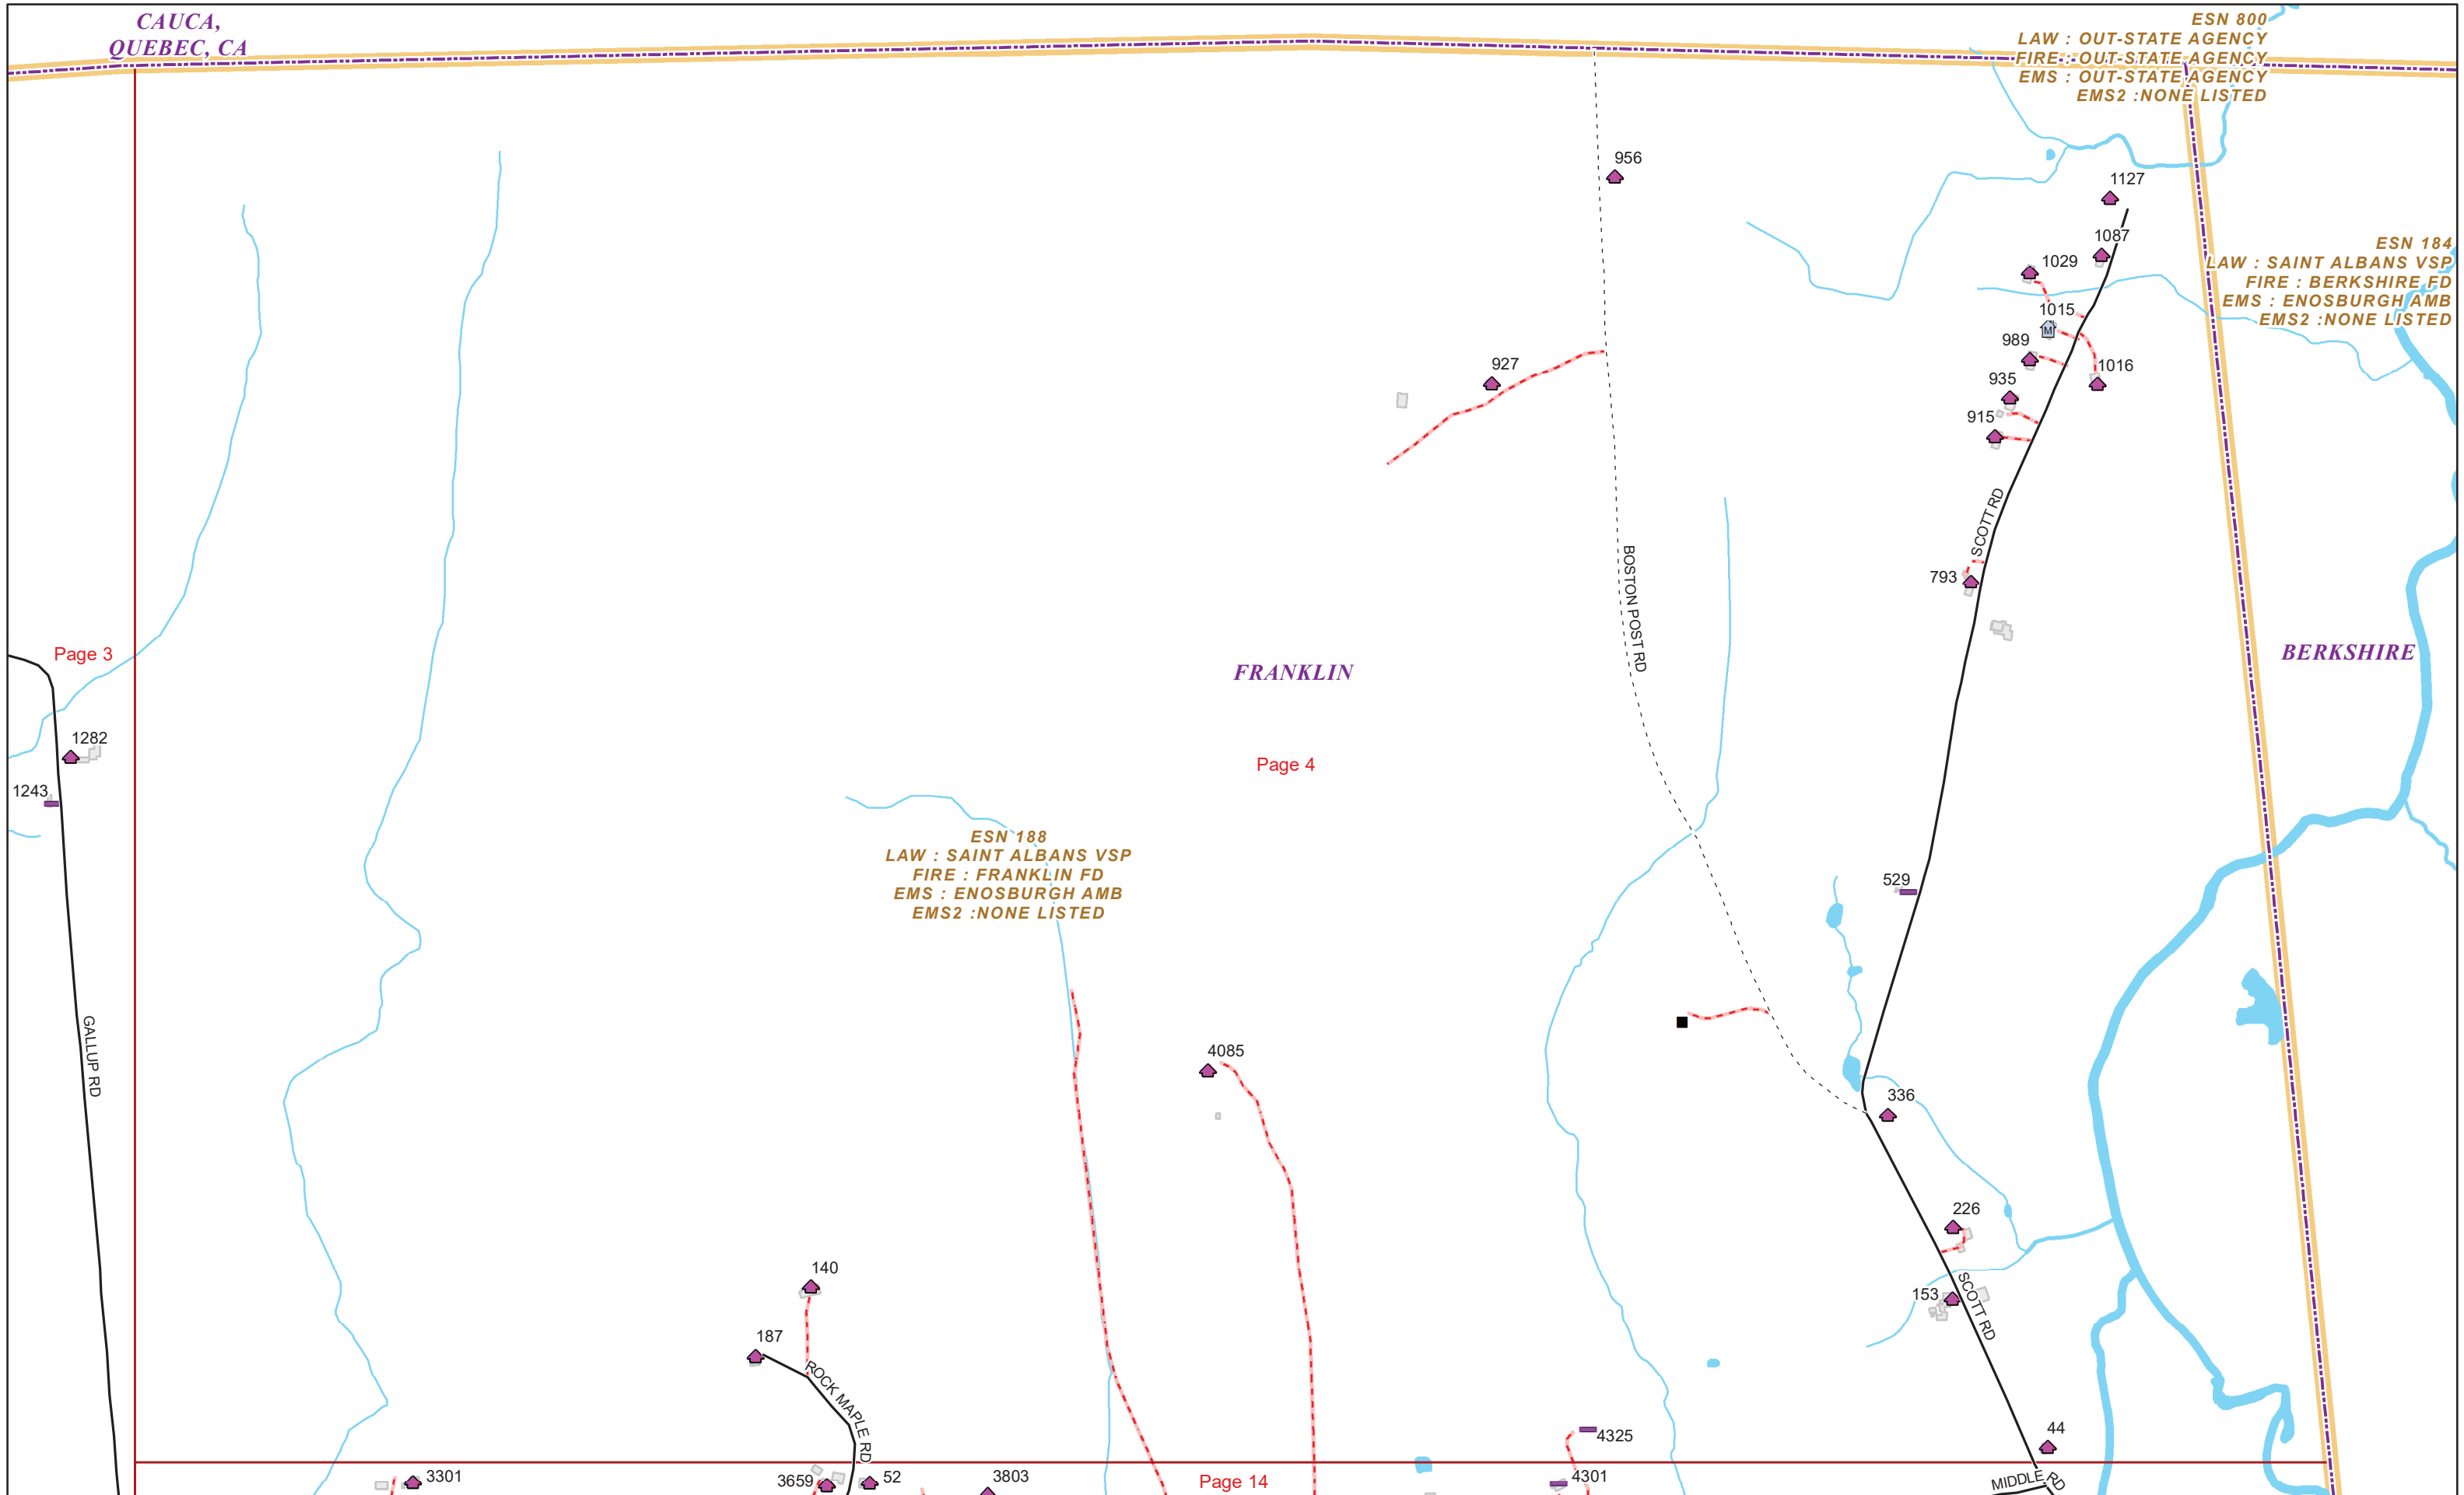 CAUCA,
QUEBEC, CA
ESN 800
LAW : OUT-STATE AGENCY
FIRE : OUT-STATE AGENCY
EMS : OUT-STATE AGENCY
EMS2 :NONE LISTED
956
1127
1087
1029
ESN 184
LAW : SAINT ALBANS VSP
FIRE : BERKSHIRE FD
EMS : ENOSBURGH AMB
EMS2 :NONE LISTED
1015
M
989
1016
927
935
915
SCOTT RD
793
BOSTON POST RD
Page 3
FRANKLIN
BERKSHIRE
1282
Page 4
1243
ESN 188
LAW : SAINT ALBANS VSP
FIRE : FRANKLIN FD
EMS : ENOSBURGH AMB
EMS2 :NONE LISTED
529
GALLUP RD
4085
336
226
140
153
SCOTT RD
187
ROCK MAPLE RD
4325
44
3301
3659
52
3803
Page 14
4301
MIDDLE RD